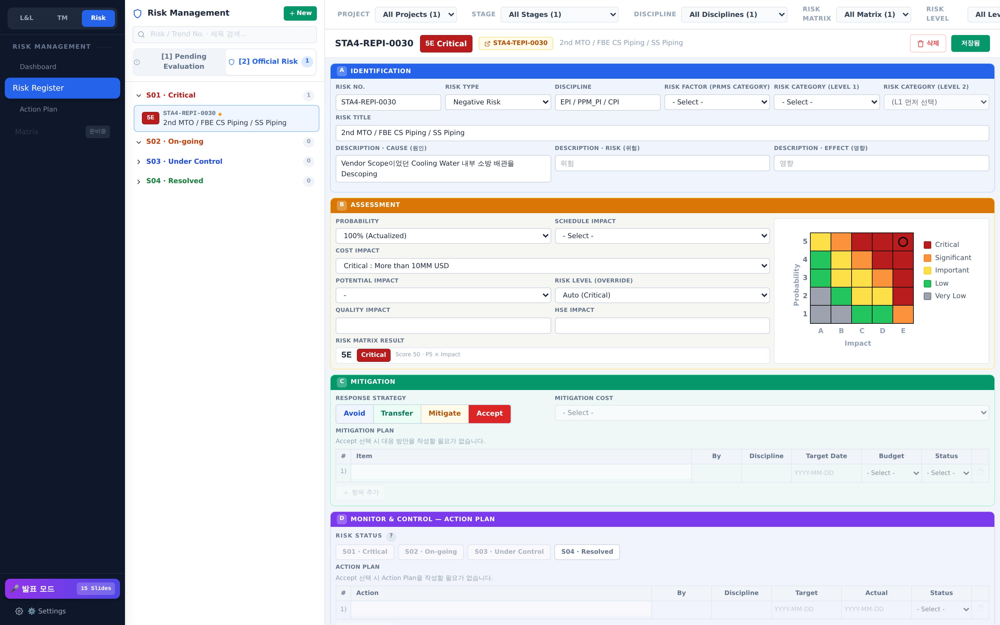 L&L
TM
Risk
RISK MANAGEMENT
Dashboard
Risk Register
Action Plan
Matrix
준비중
🎤 발표 모드
15 Slides
⚙️ Settings
Risk Management
+ New
Risk / Trend No. · 제목 검색...
[1] Pending
Evaluation
[2] Official Risk
1
S01 · Critical
1
5E
STA4-REPI-0030 ◆
2nd MTO / FBE CS Piping / SS Piping
S02 · On-going
0
S03 · Under Control
0
S04 · Resolved
0
PROJECT
All Projects (1)
STAGE
All Stages (1)
DISCIPLINE
All Disciplines (1)
RISK
MATRIX
All Matrix (1)
RISK
LEVEL
All Lev
STA4-REPI-0030
5E Critical
STA4-TEPI-0030
2nd MTO / FBE CS Piping / SS Piping
삭제
저장됨
A IDENTIFICATION
RISK NO.
RISK TYPE
DISCIPLINE
RISK FACTOR (PRMS CATEGORY)
RISK CATEGORY (LEVEL 1)
RISK CATEGORY (LEVEL 2)
STA4-REPI-0030
Negative Risk
EPI / PPM_PI / CPI
- Select -
- Select -
(L1 먼저 선택)
RISK TITLE
2nd MTO / FBE CS Piping / SS Piping
DESCRIPTION · CAUSE (원인)
DESCRIPTION · RISK (위험)
DESCRIPTION · EFFECT (영향)
Vendor Scope이었던 Cooling Water 내부 소방 배관을
Descoping
위험
영향
B ASSESSMENT
PROBABILITY
SCHEDULE IMPACT
100% (Actualized)
- Select -
COST IMPACT
Critical : More than 10MM USD
POTENTIAL IMPACT
RISK LEVEL (OVERRIDE)
-
Auto (Critical)
QUALITY IMPACT
HSE IMPACT
RISK MATRIX RESULT
5E
Critical
Score 50 · P5 × Impact
Probability
5
4
3
2
1
A
B
C
D
E
Impact
Critical
Significant
Important
Low
Very Low
C MITIGATION
RESPONSE STRATEGY
MITIGATION COST
Avoid
Transfer
Mitigate
Accept
- Select -
MITIGATION PLAN
Accept 선택 시 대응 방안을 작성할 필요가 없습니다.
#
Item
By
Discipline
Target Date
Budget
Status
1)
YYYY-MM-DD
- Select -
- Select -
+ 항목 추가
D MONITOR & CONTROL — ACTION PLAN
RISK STATUS ?
S01 · Critical
S02 · On-going
S03 · Under Control
S04 · Resolved
ACTION PLAN
Accept 선택 시 Action Plan을 작성할 필요가 없습니다.
#
Action
By
Discipline
Target
Actual
Status
1)
YYYY-MM-DD
YYYY-MM-DD
- Select -